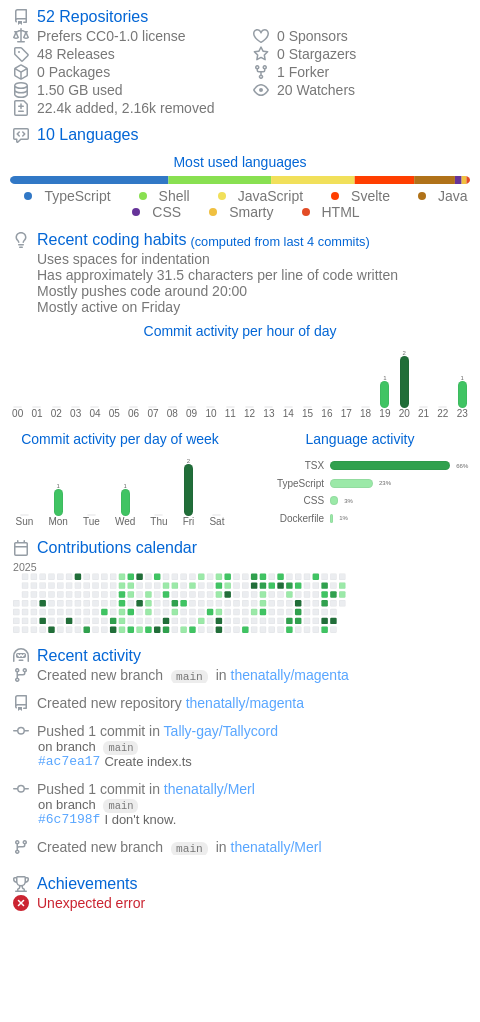 52 Repositories
Prefers CC0-1.0 license
0 Sponsors
48 Releases
0 Stargazers
0 Packages
1 Forker
1.50 GB used
20 Watchers
22.4k added, 2.16k removed
10 Languages
Most used languages
TypeScript Shell JavaScript Svelte Java
CSS Smarty HTML
Recent coding habits (computed from last 4 commits)
Uses spaces for indentation
Has approximately 31.5 characters per line of code written
Mostly pushes code around 20:00
Mostly active on Friday
Commit activity per hour of day
1 2 1
00 01 02 03 04 05 06 07 08 09 10 11 12 13 14 15 16 17 18 19 20 21 22 23
Commit activity per day of week
1 1 2
Sun Mon Tue Wed Thu Fri Sat
Language activity
TSX 66%
TypeScript 23%
CSS 3%
Dockerfile
Contributions calendar
2025
Recent activity
Created new branch main in thenatally/magenta
Created new repository thenatally/magenta
Pushed 1 commit in Tally-gay/Tallycord
on branch main
#ac7ea17 Create index.ts
Pushed 1 commit in thenatally/Merl
on branch main
#6c7198f I don't know.
Created new branch main in thenatally/Merl
Achievements
Unexpected error